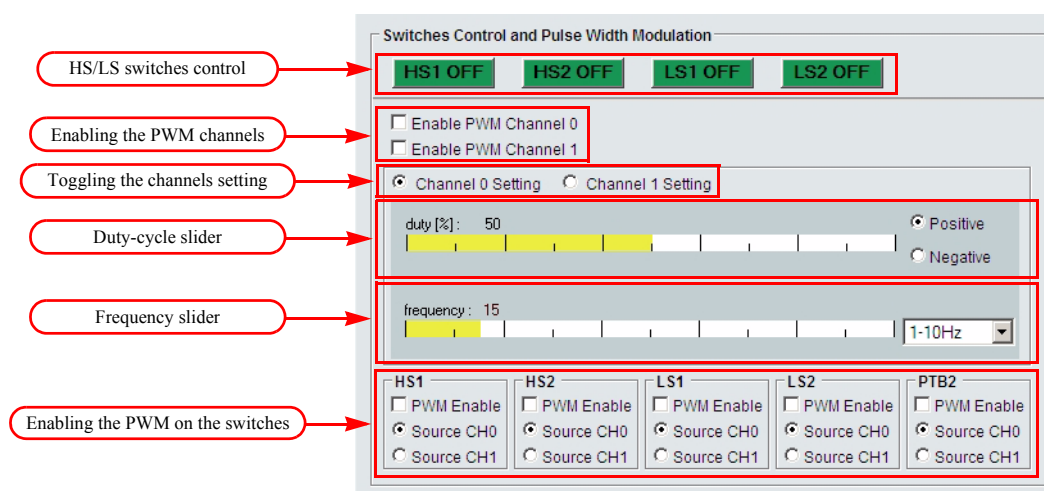 Switches Control and Pulse Width Modulation
HS/LS switches control
HS1 OFF HS2 OFF LS1 OFF LS2 OFF
Enabling the PWM channels
Enable PWM Channel 0
Enable PWM Channel 1
Toggling the channels setting
Channel 0 Setting Channel 1 Setting
Duty-cycle slider
duty [%] : 50
Positive
Negative
Frequency slider
frequency : 15
1-10Hz
Enabling the PWM on the switches
HS1 HS2 LS1 LS2 PTB2
PWM Enable PWM Enable PWM Enable PWM Enable PWM Enable
Source CH0 Source CH0 Source CH0 Source CH0 Source CH0
Source CH1 Source CH1 Source CH1 Source CH1 Source CH1